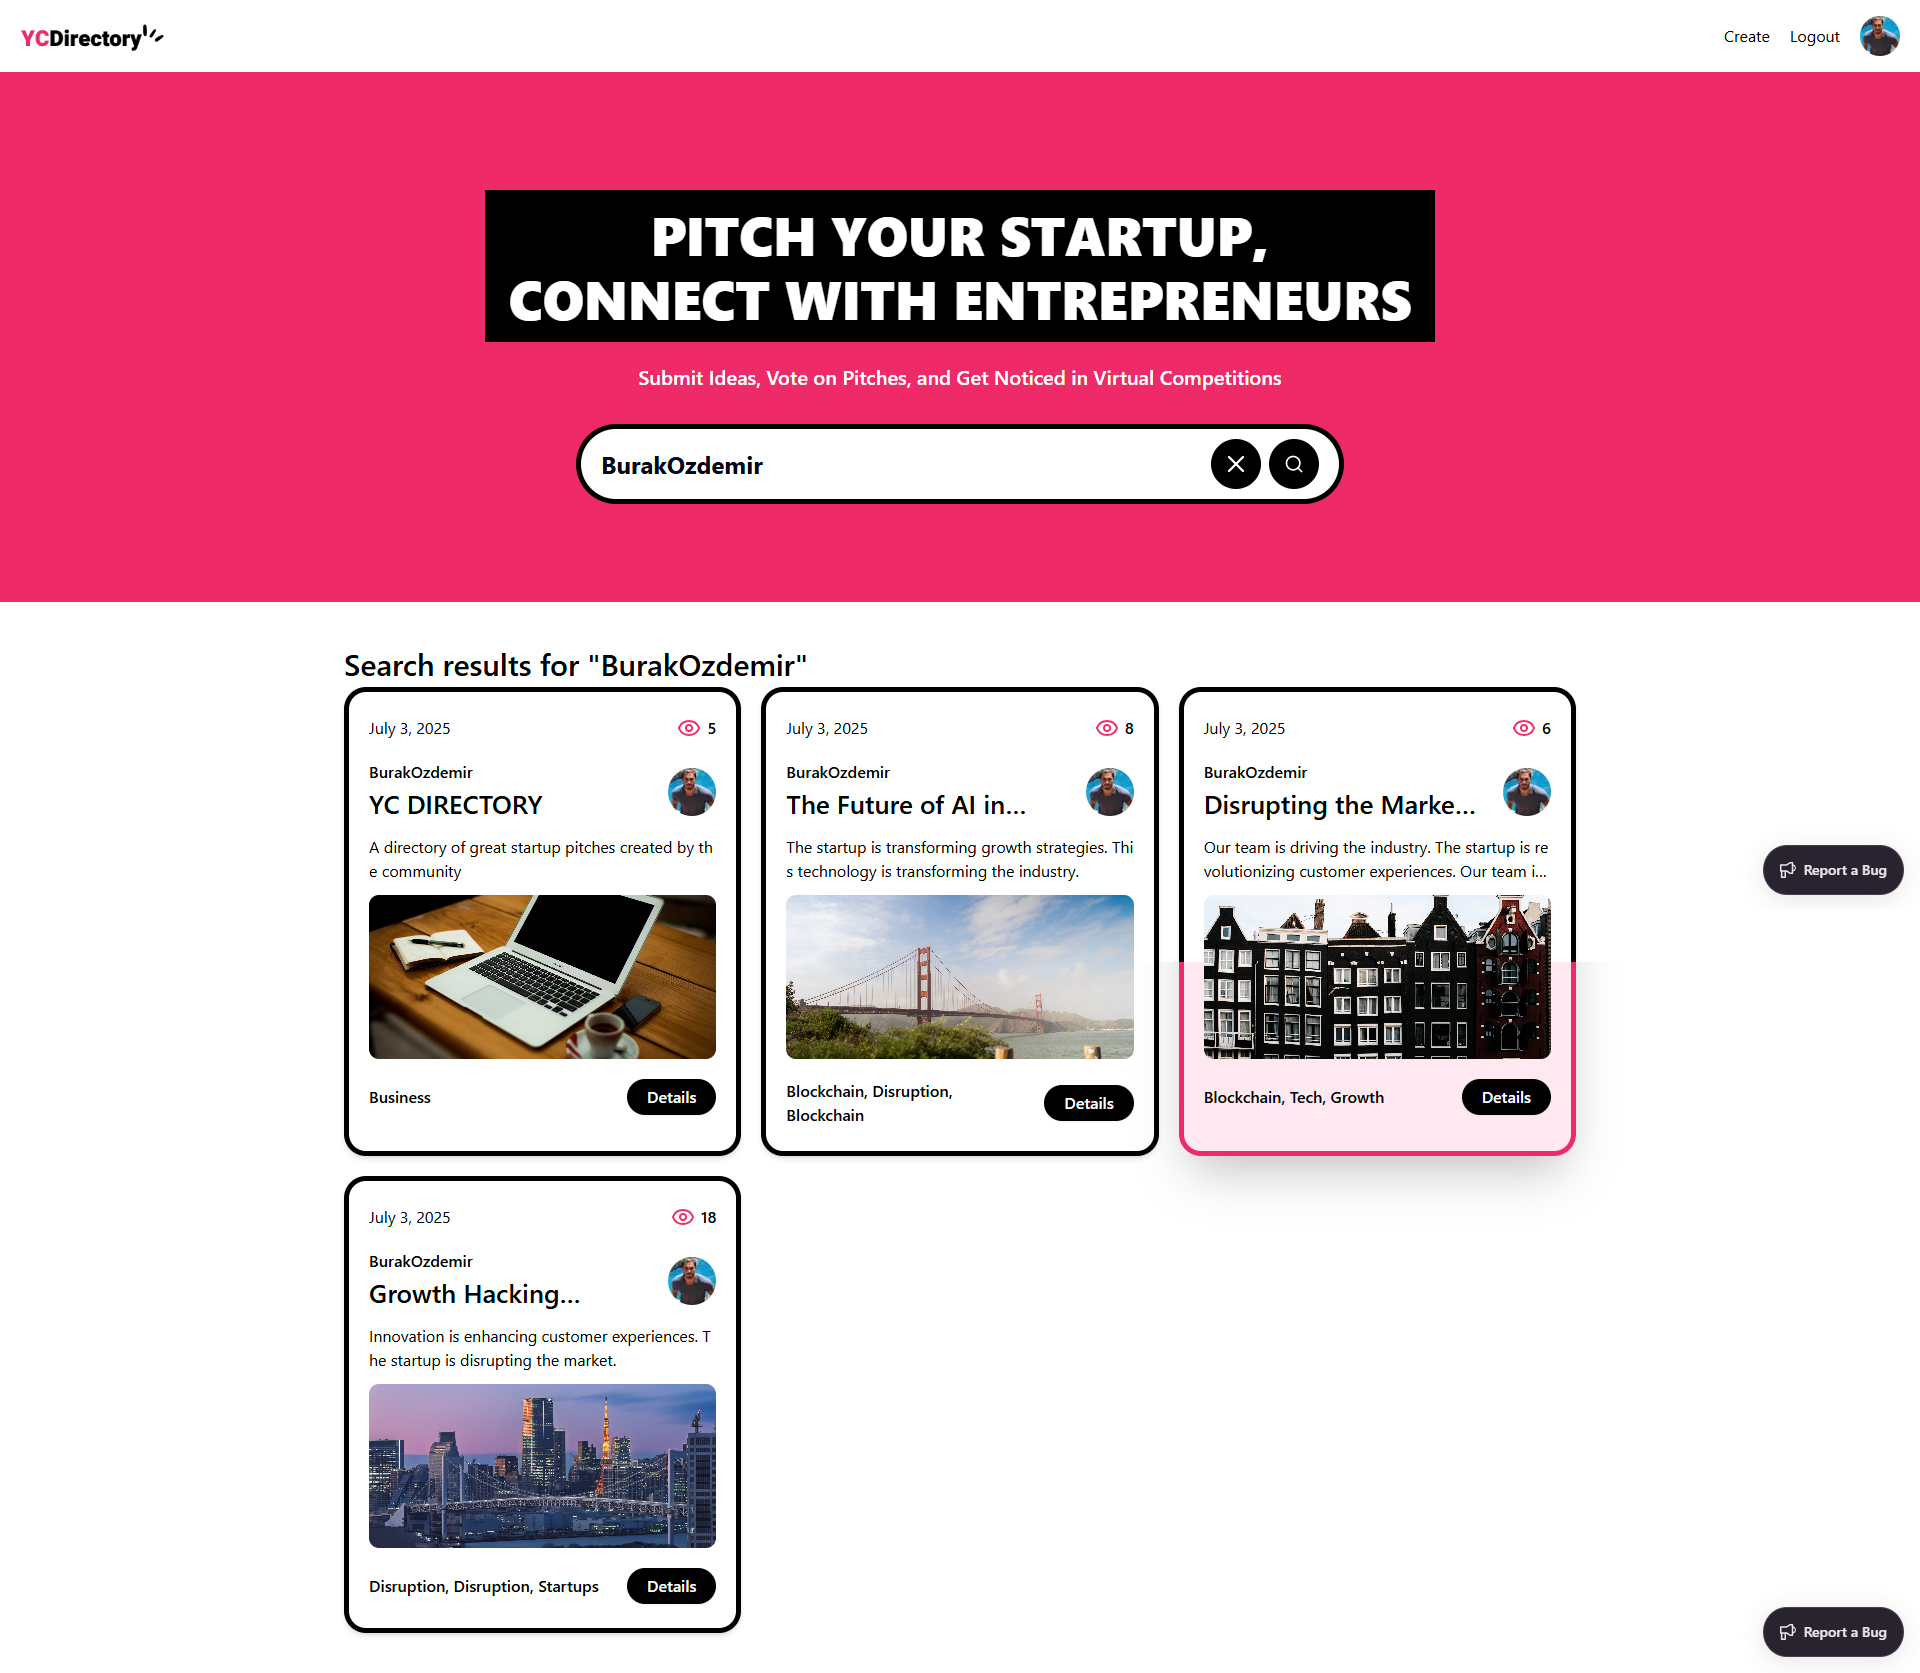 YCDirectory
Create
Logout
PITCH YOUR STARTUP,
CONNECT WITH ENTREPRENEURS
Submit Ideas, Vote on Pitches, and Get Noticed in Virtual Competitions
BurakOzdemir
Search results for "BurakOzdemir"
July 3, 2025
5
BurakOzdemir
YC DIRECTORY
A directory of great startup pitches created by th
e community
Business
Details
July 3, 2025
8
BurakOzdemir
The Future of AI in...
The startup is transforming growth strategies. Thi
s technology is transforming the industry.
Blockchain, Disruption,
Blockchain
Details
July 3, 2025
6
BurakOzdemir
Disrupting the Marke...
Our team is driving the industry. The startup is re
volutionizing customer experiences. Our team i...
Blockchain, Tech, Growth
Details
Report a Bug
July 3, 2025
18
BurakOzdemir
Growth Hacking...
Innovation is enhancing customer experiences. T
he startup is disrupting the market.
Disruption, Disruption, Startups
Details
Report a Bug